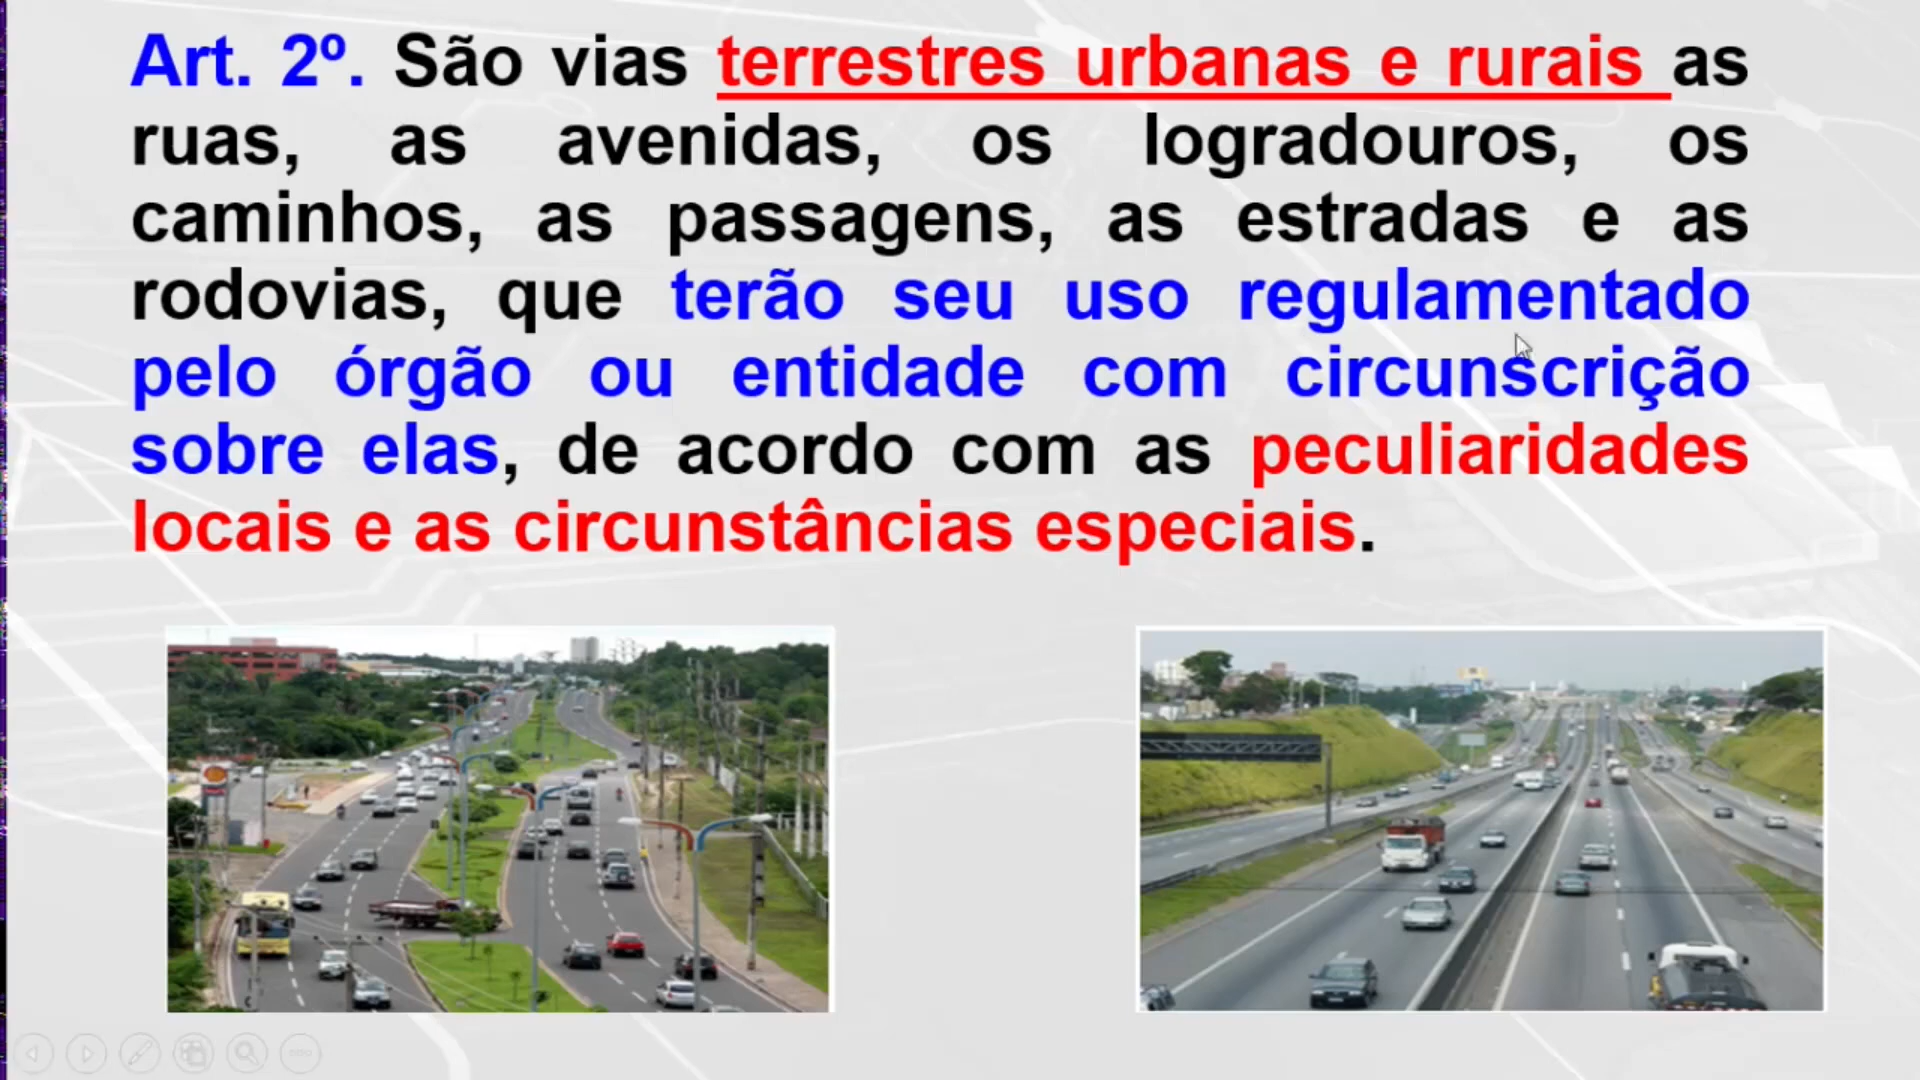 Art. 2º. São vias terrestres urbanas e rurais as
ruas, as avenidas, os logradouros, os
caminhos, as passagens, as estradas e as
rodovias, que terão seu uso regulamentado
pelo órgão ou entidade com circunscrição
sobre elas, de acordo com as peculiaridades
locais e as circunstâncias especiais.